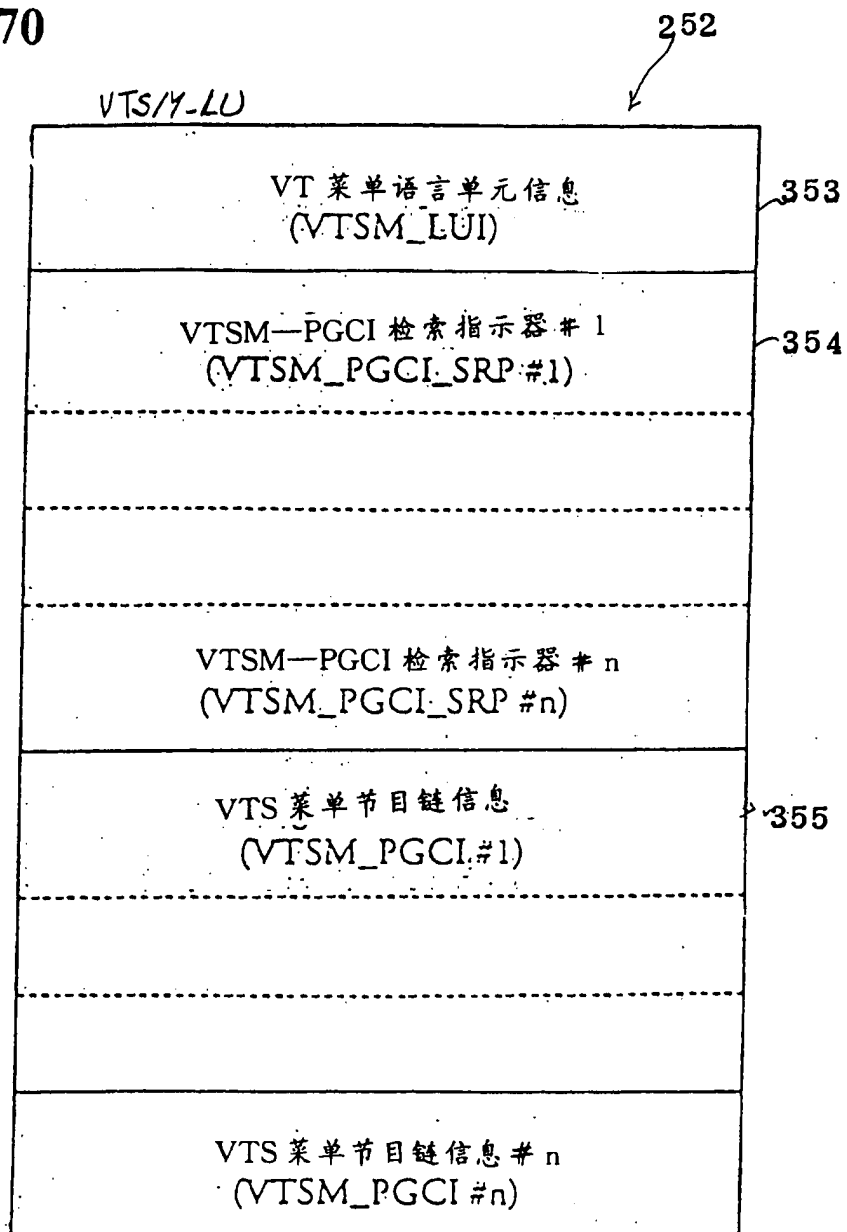 70
252
VTSM_LU
VT 菜单语言单元信息
(VTSM_LUI)
353
VTSM—PGCI 检索指示器 # 1
(VTSM_PGCI_SRP #1)
354
VTSM—PGCI 检索指示器 # n
(VTSM_PGCI_SRP #n)
VTS 菜单节目链信息
(VTSM_PGCI #1)
355
VTS 菜单节目链信息 # n
(VTSM_PGCI #n)